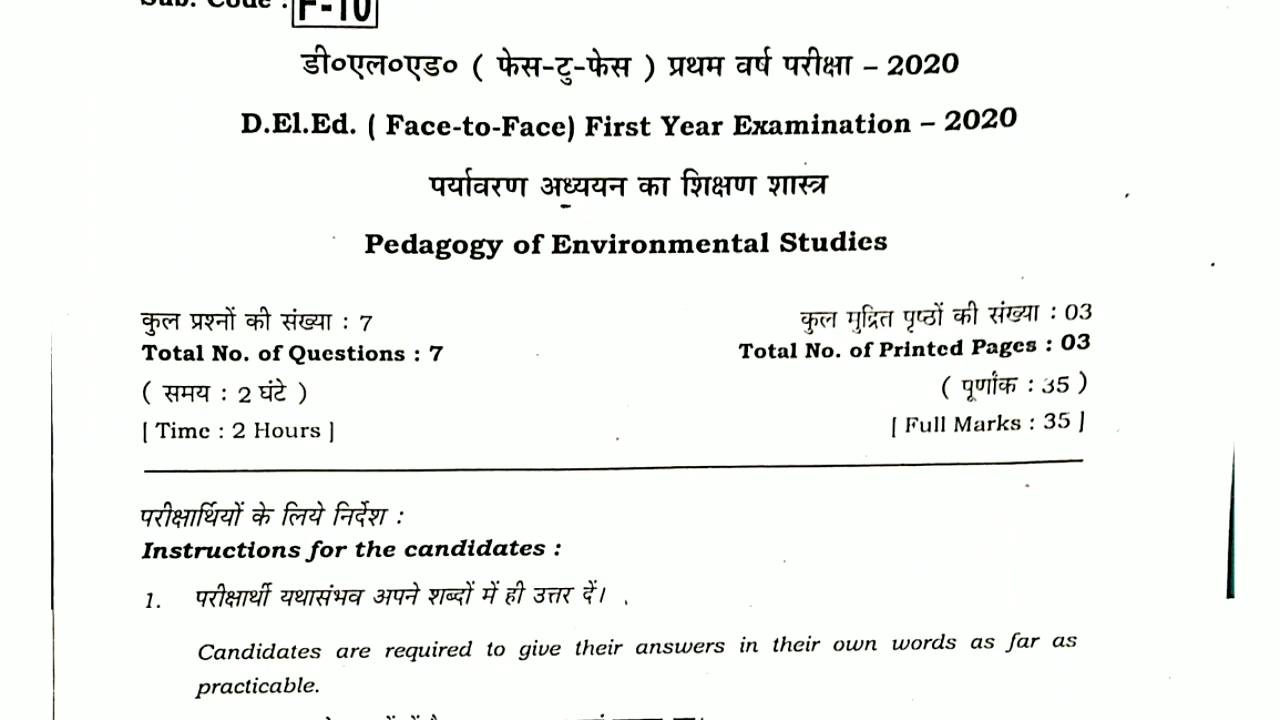 Sub. Code : F-10
डी०एल०एड० ( फेस-टु-फेस ) प्रथम वर्ष परीक्षा – 2020
D.El.Ed. ( Face-to-Face) First Year Examination – 2020
पर्यावरण अध्ययन का शिक्षण शास्त्र
Pedagogy of Environmental Studies
कुल प्रश्नों की संख्या : 7
कुल मुद्रित पृष्ठों की संख्या : 03
Total No. of Questions : 7
Total No. of Printed Pages : 03
( समय : 2 घंटे )
( पूर्णांक : 35 )
[ Time : 2 Hours ]
[ Full Marks : 35 ]
परीक्षार्थियों के लिये निर्देश :
Instructions for the candidates :
1. परीक्षार्थी यथासंभव अपने शब्दों में ही उत्तर दें।
Candidates are required to give their answers in their own words as far as
practicable.